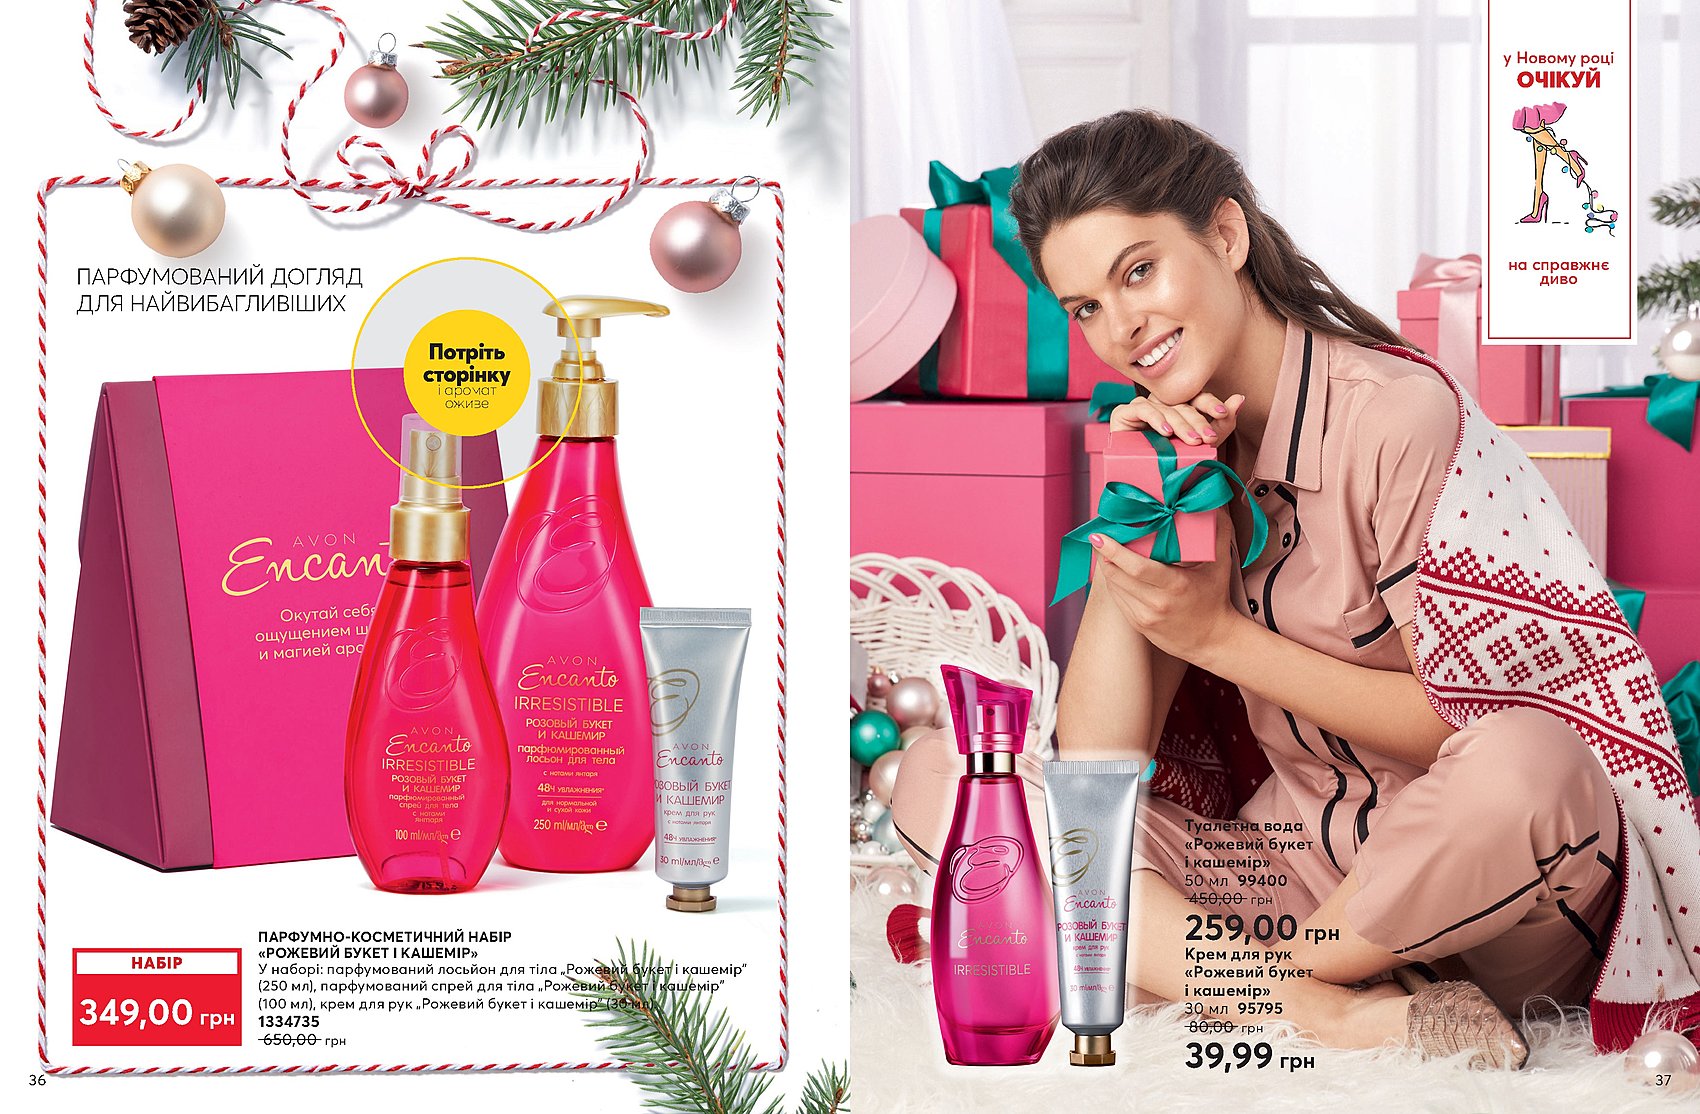 ПАРФУМОВАНИЙ ДОГЛЯД
ДЛЯ НАЙВИБАГЛИВІШИХ
Потріть
сторінку
і аромат
оживе
AVON
Encant
Окутай себя
ощущением ш
и магией аро
AVON
Encanto
IRRESISTIBLE
РОЗОВЫЙ БУКЕТ
И КАШЕМИР
парфюмированный
спрей для тела
с нотами
янтаря
100 ml/мл/ e
AVON
Encanto
IRRESISTIBLE
РОЗОВЫЙ БУКЕТ
И КАШЕМИР
парфюмированный
лосьон для тела
с нотами янтаря
48Ч УВЛАЖНЕНИЯ*
для нормальной
и сухой кожи
250 ml/мл/ e
AVON
Encanto
РОЗОВЫЙ БУКЕТ
И КАШЕМИР
крем для рук
с нотами янтаря
48Ч УВЛАЖНЕНИЯ*
30 ml/мл/ e
НАБІР
349,00 грн
ПАРФУМНО-КОСМЕТИЧНИЙ НАБІР
«РОЖЕВИЙ БУКЕТ І КАШЕМІР»
У наборі: парфумований лосьйон для тіла „Рожевий букет і кашемір”
(250 мл), парфумований спрей для тіла „Рожевий букет і кашемір”
(100 мл), крем для рук „Рожевий букет і кашемір” (30 мл)
1334735
650,00 грн
36
у Новому році
ОЧІКУЙ
на справжнє
диво
AVON
Encanto
IRRESISTIBLE
AVON
Encanto
РОЗОВЫЙ БУКЕТ
И КАШЕМИР
крем для рук
48Ч УВЛАЖНЕНИЯ*
30 ml/мл/ e
Туалетна вода
«Рожевий букет
і кашемір»
50 мл 99400
450,00 грн
259,00 грн
Крем для рук
«Рожевий букет
і кашемір»
30 мл 95795
80,00 грн
39,99 грн
37